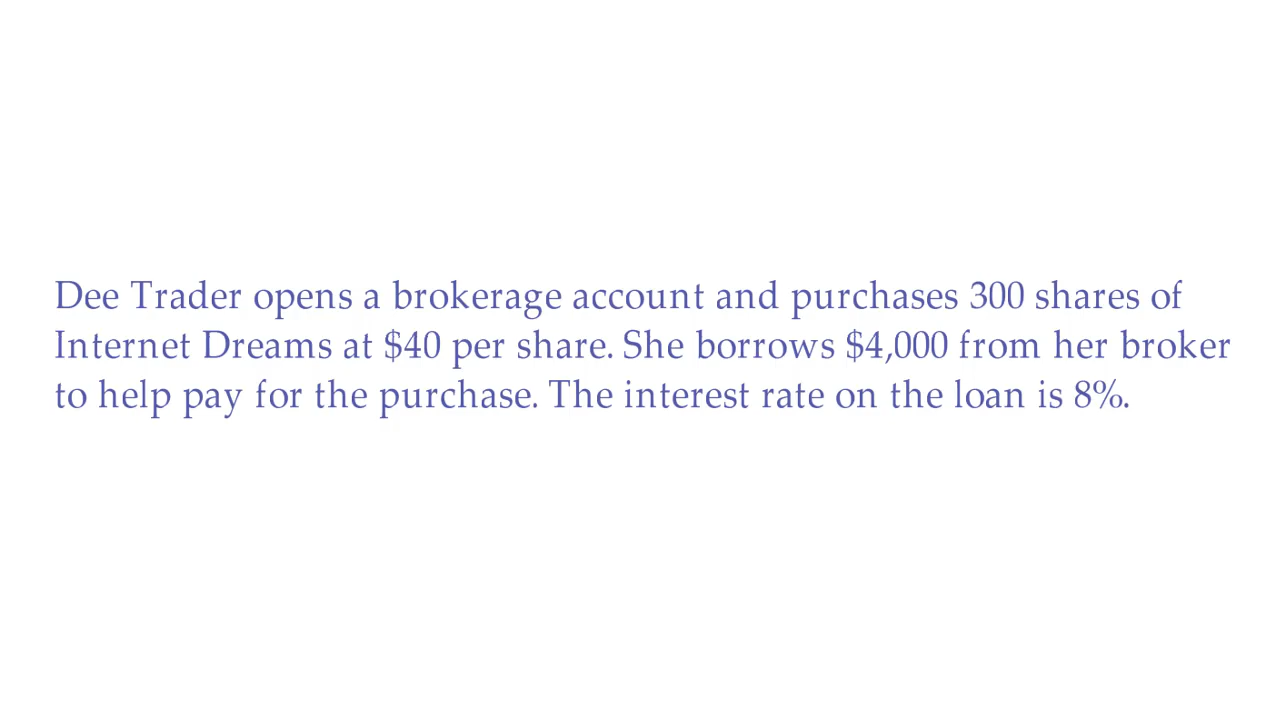 Dee Trader opens a brokerage account and purchases 300 shares of
Internet Dreams at $40 per share. She borrows $4,000 from her broker
to help pay for the purchase. The interest rate on the loan is 8%.